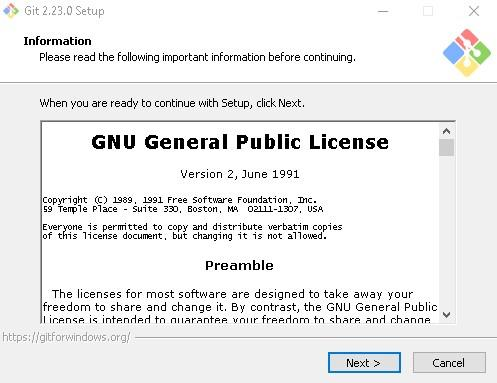 Git 2.23.0 Setup
Information
Please read the following important information before continuing.
When you are ready to continue with Setup, click Next.
GNU General Public License
Version 2, June 1991
Copyright (C) 1989, 1991 Free Software Foundation, Inc.
59 Temple Place - Suite 330, Boston, MA 02111-1307, USA
Everyone is permitted to copy and distribute verbatim copies
of this license document, but changing it is not allowed.
Preamble
The licenses for most software are designed to take away your
freedom to share and change it. By contrast, the GNU General Public
License is intended to guarantee your freedom to share and change
https://gitforwindows.org/
Next >
Cancel